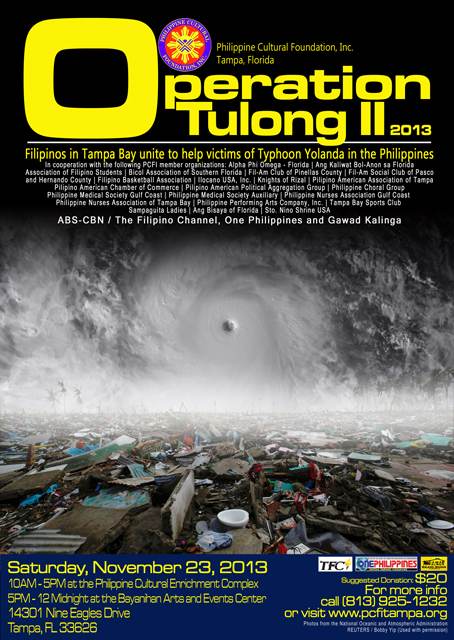 PHILIPPINE CULTURAL FOUNDATION, INC.
Philippine Cultural Foundation, Inc.
Tampa, Florida
Operation
Tulong II 2013
Filipinos in Tampa Bay unite to help victims of Typhoon Yolanda in the Philippines
In cooperation with the following PCFI member organizations: Alpha Phi Omega - Florida | Ang Kaliwat Bol-Anon sa Florida
Association of Filipino Students | Bicol Association of Southern Florida | Fil-Am Club of Pinellas County | Fil-Am Social Club of Pasco
and Hernando County | Filipino Basketball Association | Ilocano USA, Inc. | Knights of Rizal | Pilipino American Association of Tampa
Pilipino American Chamber of Commerce | Pilipino American Political Aggregation Group | Philippine Choral Group
Philippine Medical Society Gulf Coast | Philippine Medical Society Auxiliary | Philippine Nurses Association Gulf Coast
Philippine Nurses Association of Tampa Bay | Philippine Performing Arts Company, Inc. | Tampa Bay Sports Club
Sampaguita Ladies | Ang Bisaya of Florida | Sto. Nino Shrine USA
ABS-CBN / The Filipino Channel, One Philippines and Gawad Kalinga
Saturday, November 23, 2013
10AM - 5PM at the Philippine Cultural Enrichment Complex
5PM - 12 Midnight at the Bayanihan Arts and Events Center
14301 Nine Eagles Drive
Tampa, FL 33626
TFC
ONE PHILIPPINES
Suggested Donation: $20
For more info
call (813) 925-1232
or visit www.pcfitampa.org
Photos from the National Oceanic and Atmospheric Administration
REUTERS / Bobby Yip (Used with permission)